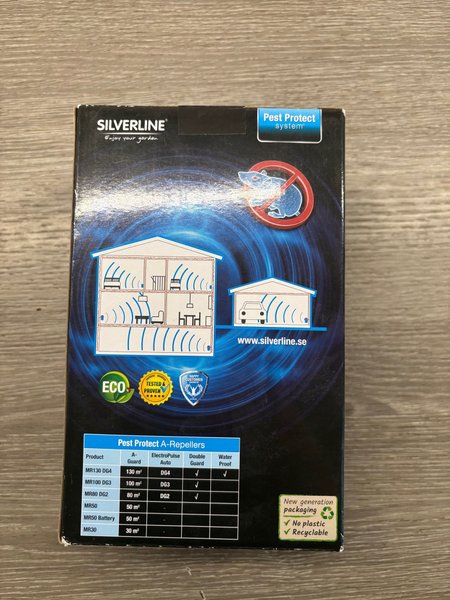 SILVERLINE®
Enjoy your garden
Pest Protect
system®
www.silverline.se
ECO
TESTED &
PROVEN
HAPPY
CUSTOMER
Pest Protect A-Repellers
Product A-Guard ElectroPulse Auto Double Guard Water Proof
MR130 DG4 130 m² DG4 √ √
MR100 DG3 100 m² DG3 √
MR80 DG2 80 m² DG2 √
MR50 50 m² -
MR50 Battery 50 m² -
MR30 30 m² -
New generation
packaging
✓ No plastic
✓ Recyclable